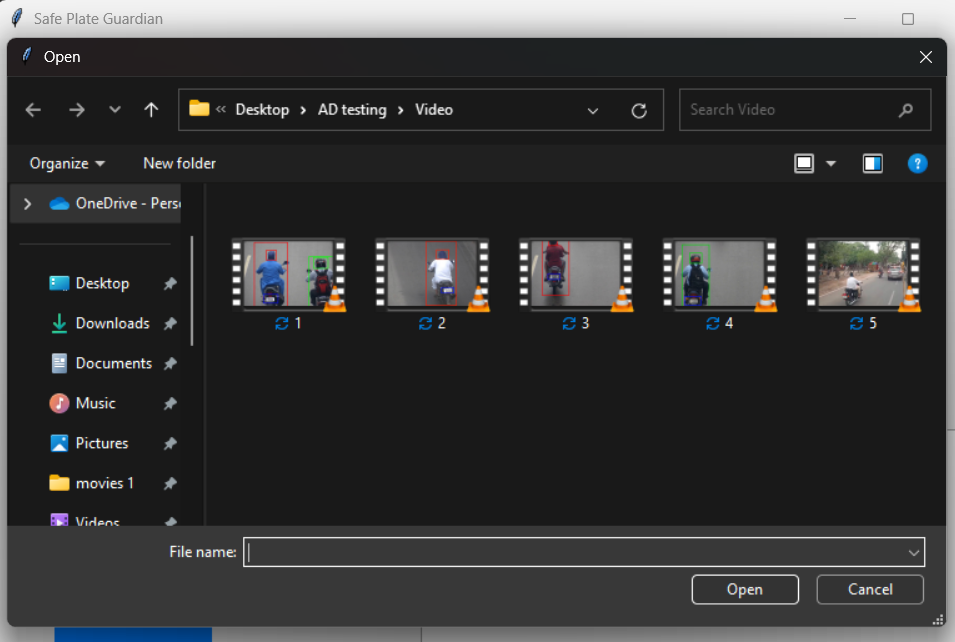 Safe Plate Guardian
Open
« Desktop › AD testing › Video
Search Video
Organize
New folder
?
OneDrive - Pers
Desktop
Downloads
Documents
Music
Pictures
movies 1
Videos
1
2
3
4
5
File name:
Open
Cancel